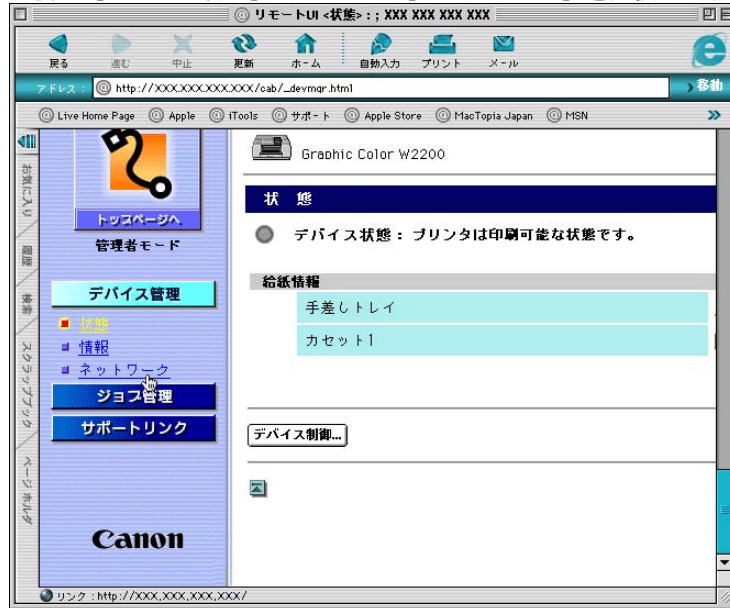 リモートUI <状態> : ; XXX XXX XXX XXX
戻る 進む 中止 更新 ホーム 自動入力 プリント メール
アドレス : http://XXX.XXX.XXX.XXX/cab/_devmgr.html 移動
Live Home Page Apple iTools サポート Apple Store MacTopia Japan MSN
お気に入り
履歴
検索
スクラップブック
ページ ホルダ
トップページへ
管理者モード
デバイス管理
状態
情報
ネットワーク
ジョブ管理
サポートリンク
Canon
Graphic Color W2200
状 態
デバイス状態 : プリンタは印刷可能な状態です。
給紙情報
手差しトレイ
カセット1
デバイス制御...
リンク : http://XXX,XXX,XXX,XXX/